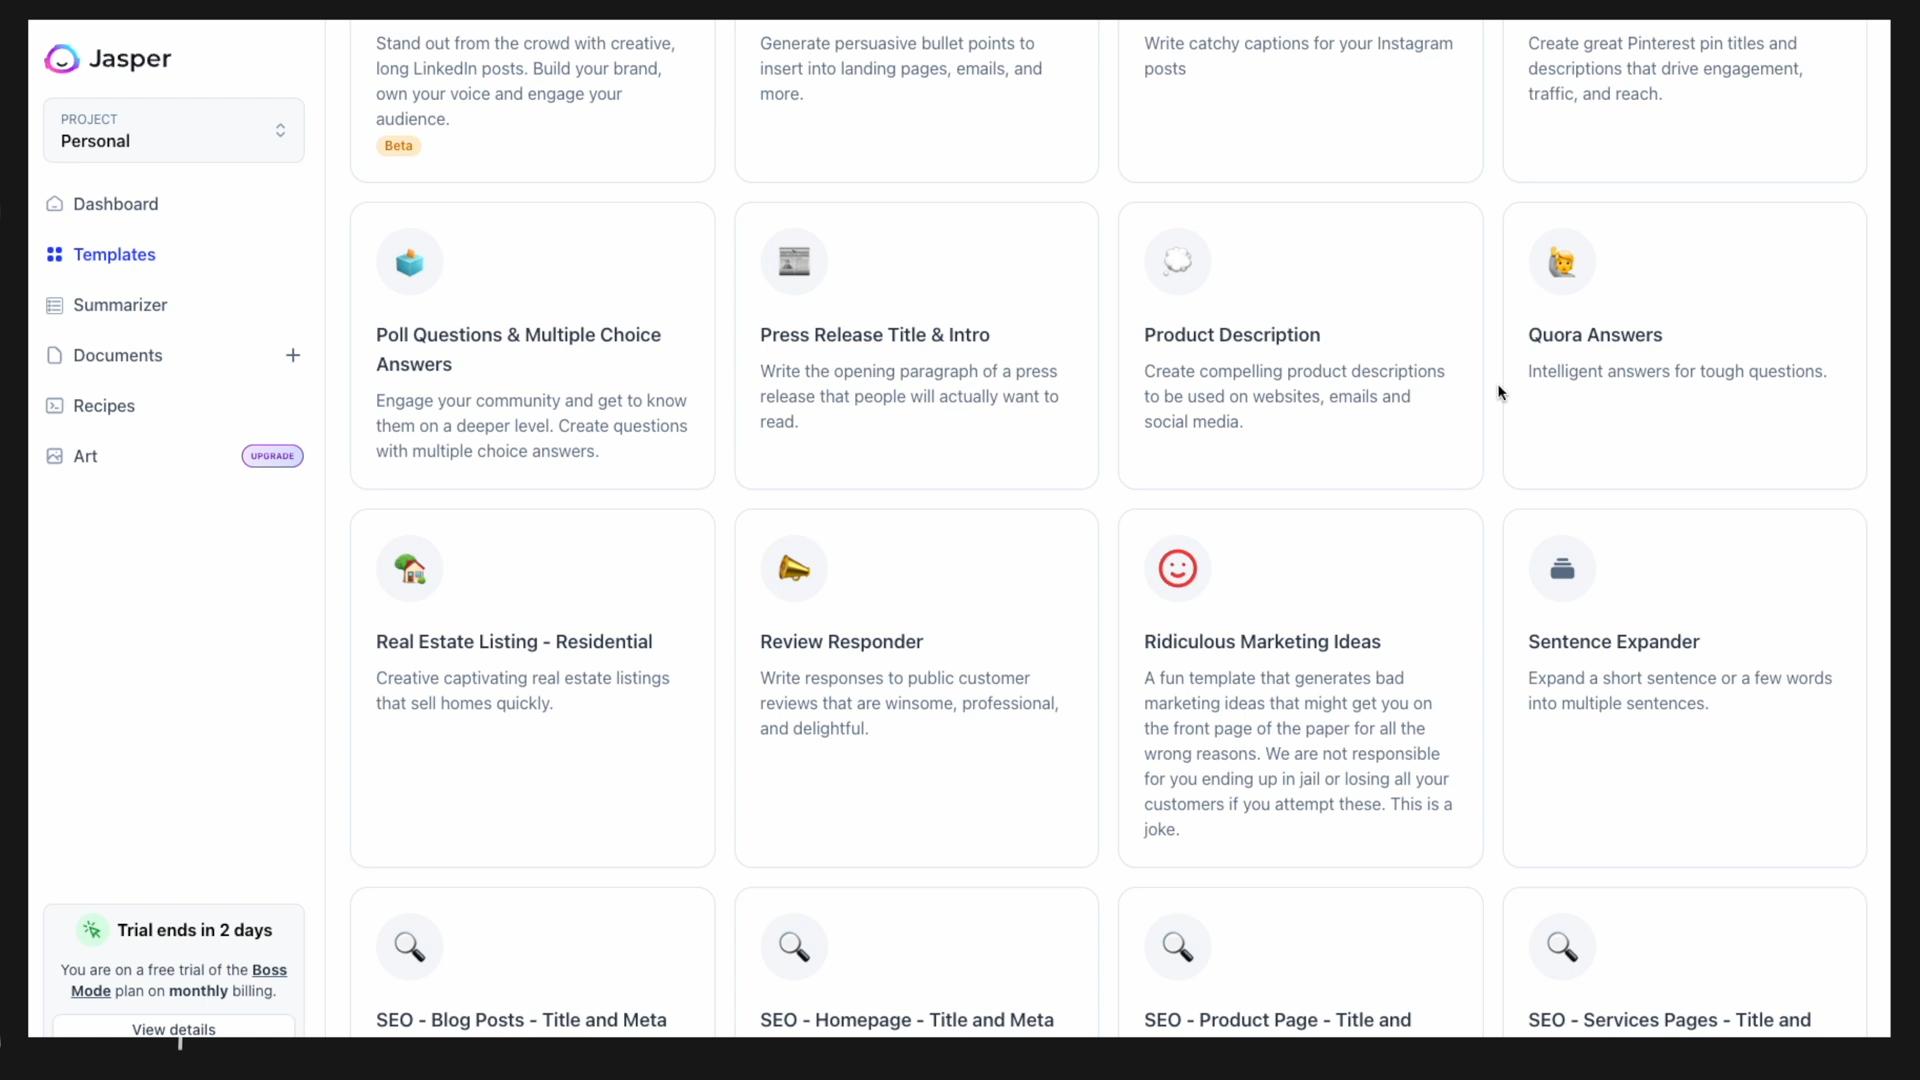 Jasper
PROJECT
Personal
Dashboard
Templates
Summarizer
Documents
Recipes
Art
UPGRADE
Trial ends in 2 days
You are on a free trial of the Boss
Mode plan on monthly billing.
View details
Stand out from the crowd with creative,
long LinkedIn posts. Build your brand,
own your voice and engage your
audience.
Beta
Generate persuasive bullet points to
insert into landing pages, emails, and
more.
Write catchy captions for your Instagram
posts
Create great Pinterest pin titles and
descriptions that drive engagement,
traffic, and reach.
Poll Questions & Multiple Choice
Answers
Engage your community and get to know
them on a deeper level. Create questions
with multiple choice answers.
Press Release Title & Intro
Write the opening paragraph of a press
release that people will actually want to
read.
Product Description
Create compelling product descriptions
to be used on websites, emails and
social media.
Quora Answers
Intelligent answers for tough questions.
Real Estate Listing - Residential
Creative captivating real estate listings
that sell homes quickly.
Review Responder
Write responses to public customer
reviews that are winsome, professional,
and delightful.
Ridiculous Marketing Ideas
A fun template that generates bad
marketing ideas that might get you on
the front page of the paper for all the
wrong reasons. We are not responsible
for you ending up in jail or losing all your
customers if you attempt these. This is a
joke.
Sentence Expander
Expand a short sentence or a few words
into multiple sentences.
SEO - Blog Posts - Title and Meta
SEO - Homepage - Title and Meta
SEO - Product Page - Title and
SEO - Services Pages - Title and